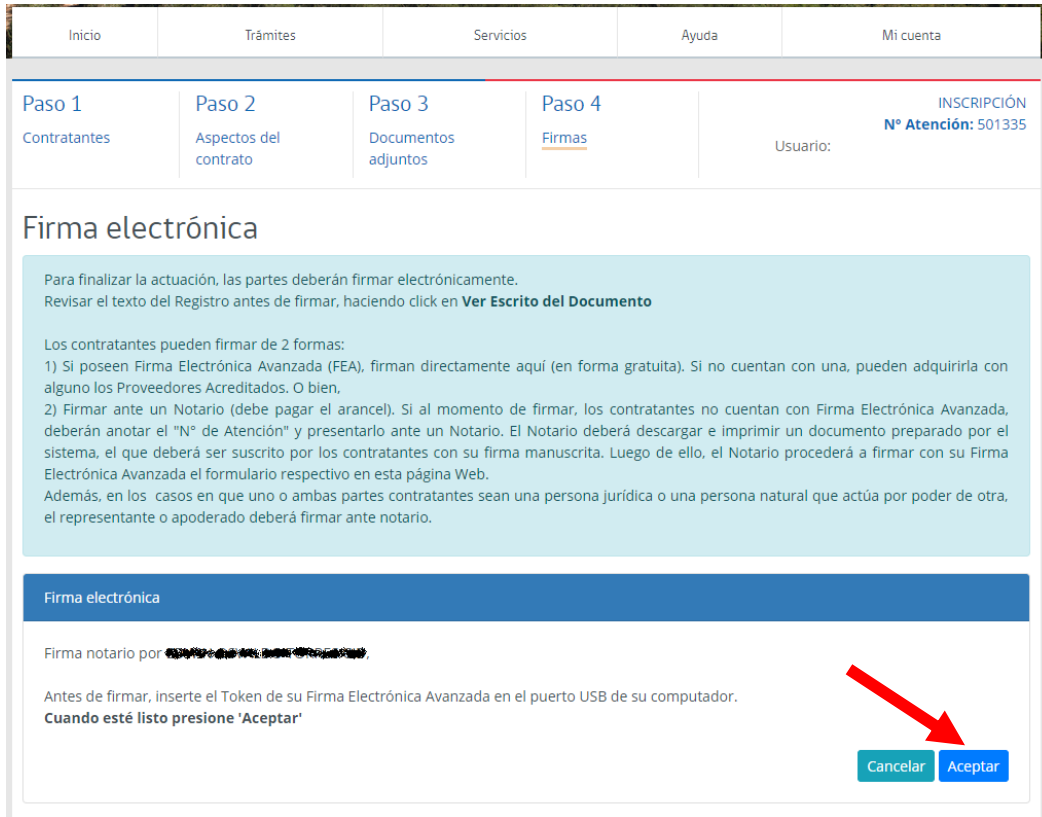 Inicio
Trámites
Servicios
Ayuda
Mi cuenta
Paso 1
Contratantes
Paso 2
Aspectos del
contrato
Paso 3
Documentos
adjuntos
Paso 4
Firmas
INSCRIPCIÓN
N° Atención: 501335
Usuario:
Firma electrónica
Para finalizar la actuación, las partes deberán firmar electrónicamente.
Revisar el texto del Registro antes de firmar, haciendo click en Ver Escrito del Documento
Los contratantes pueden firmar de 2 formas:
1) Si poseen Firma Electrónica Avanzada (FEA), firman directamente aquí (en forma gratuita). Si no cuentan con una, pueden adquirirla con
alguno los Proveedores Acreditados. O bien,
2) Firmar ante un Notario (debe pagar el arancel). Si al momento de firmar, los contratantes no cuentan con Firma Electrónica Avanzada,
deberán anotar el "N° de Atención" y presentarlo ante un Notario. El Notario deberá descargar e imprimir un documento preparado por el
sistema, el que deberá ser suscrito por los contratantes con su firma manuscrita. Luego de ello, el Notario procederá a firmar con su Firma
Electrónica Avanzada el formulario respectivo en esta página Web.
Además, en los casos en que uno o ambas partes contratantes sean una persona jurídica o una persona natural que actúa por poder de otra,
el representante o apoderado deberá firmar ante notario.
Firma electrónica
Firma notario por
Antes de firmar, inserte el Token de su Firma Electrónica Avanzada en el puerto USB de su computador.
Cuando esté listo presione 'Aceptar'
Cancelar
Aceptar